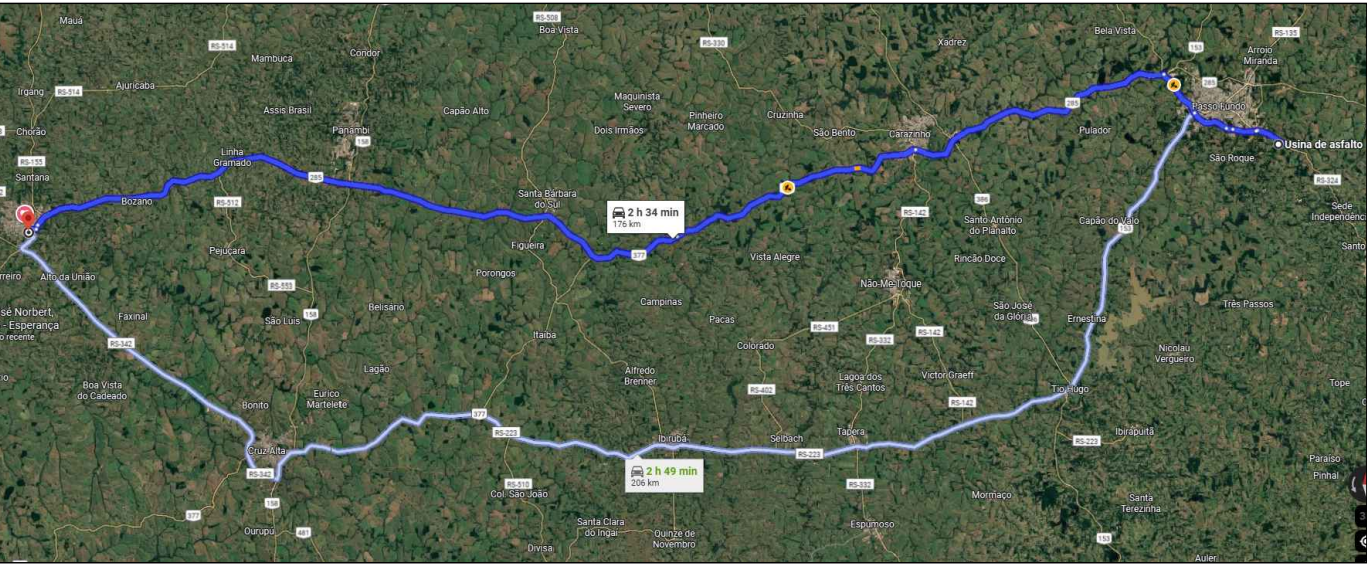 Mauá
RS-508
Boa Vista
Bela Vista
RS-135
RS-514
Condor
RS-330
Xadrez
153
Arroio
Miranda
Mambuca
Irgang
RS-514
Ajuricaba
285
Assis Brasil
Capão Alto
Maquinista
Severo
Pinheiro
Marcado
Cruzinha
285
Passo Fundo
Chorão
Panambi
158
Dois Irmãos
São Bento
Carazinho
Pulador
Usina de asfalto
RS-155
Linha
Gramado
São Roque
Santana
285
RS-324
Bozano
RS-512
Santa Bárbara
do Sul
386
Sede
Independênc
2 h 34 min
176 km
RS-142
Santo Antônio
do Planalto
Capão do Valo
153
Pejuçara
Figueira
377
Vista Alegre
Rincão Doce
Santo
rreiro
Alto da União
Porongos
RS-553
Não-Me-Toque
sé Norbert,
- Esperança
o recente
Faxinal
158
São Luis
Belisário
Campinas
Pacas
São José
da Glória
Ernestina
Três Passos
RS-451
RS-142
RS-342
Itaiba
Colorado
RS-332
Nicolau
Vergueiro
Lagão
Alfredo
Brenner
Lagoa dos
Três Cantos
Victor Graeff
Tope
Boa Vista
do Cadeado
Eurico
Martelete
RS-402
Tio Hugo
Bonito
377
RS-142
RS-223
Ibirubá
Selbach
Tapera
RS-223
Ibirapuitã
Cruz Alta
RS-223
Paraíso
RS-342
2 h 49 min
206 km
RS-510
Col. São João
RS-332
Pinhal
158
Mormaço
Santa
Terezinha
377
Ourupu
481
Santa Clara
do Ingaí
Quinze de
Novembro
Espumoso
153
Divisa
Auler